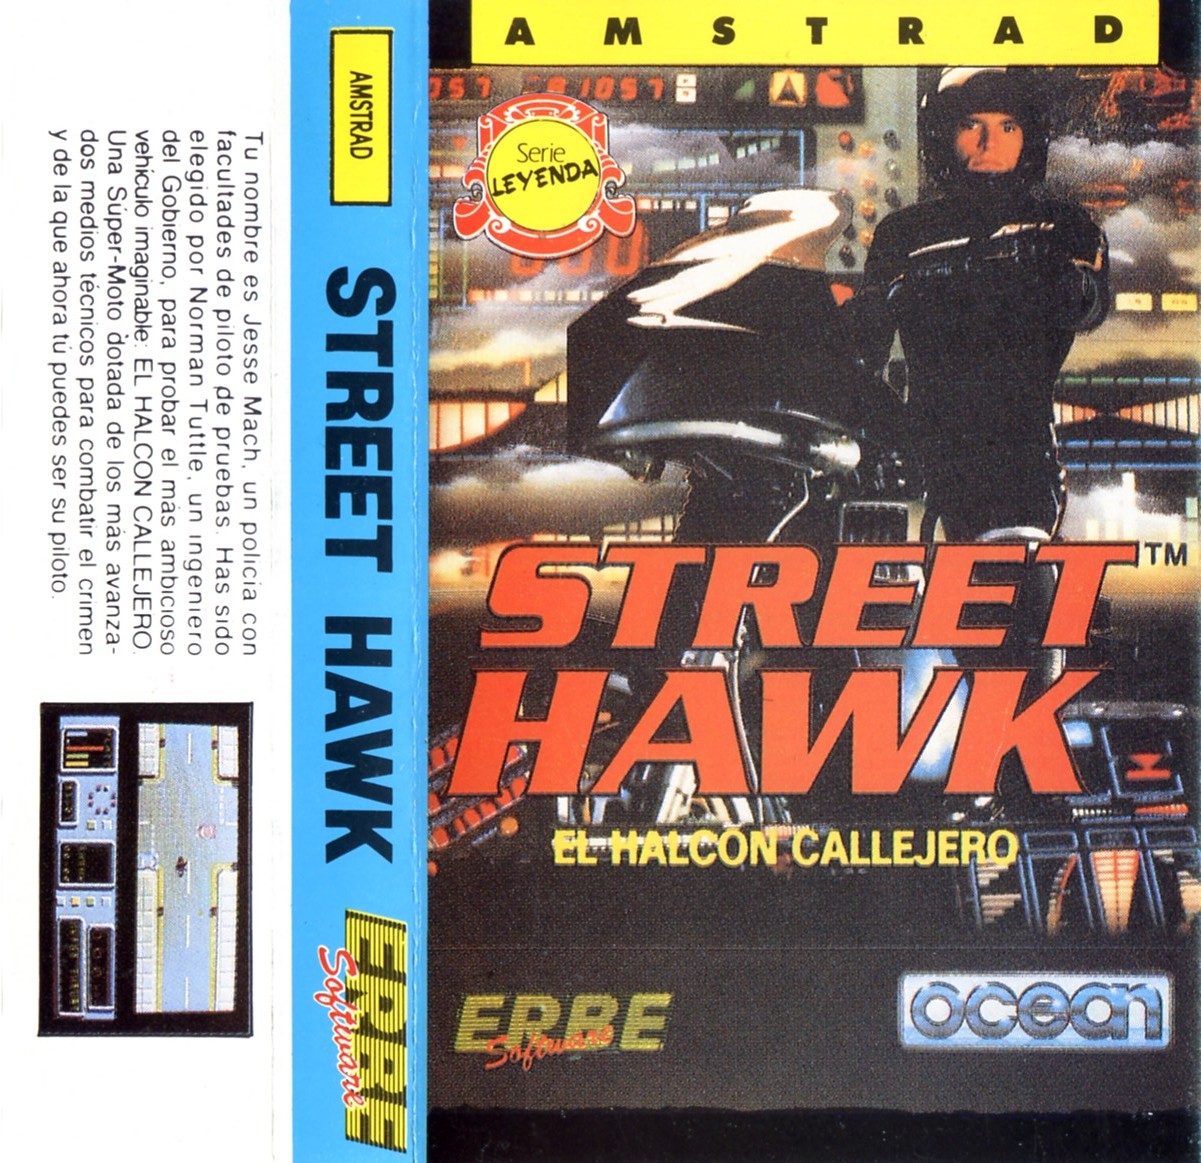 AMSTRAD
1057
Serie
LEYENDA
000
STREET™
HAWK
EL HALCÓN CALLEJERO
ERBE
Software
ocean
AMSTRAD
STREET HAWK
ERBE
Software
Tu nombre es Jesse Mach, un policía con
facultades de piloto de pruebas. Has sido
elegido por Norman Tuttle, un ingeniero
del Gobierno, para probar el más ambicioso
vehículo imaginable: EL HALCON CALLEJERO.
Una Súper-Moto dotada de los más avanza-
dos medios técnicos para combatir el crimen
y de la que ahora tú puedes ser su piloto.